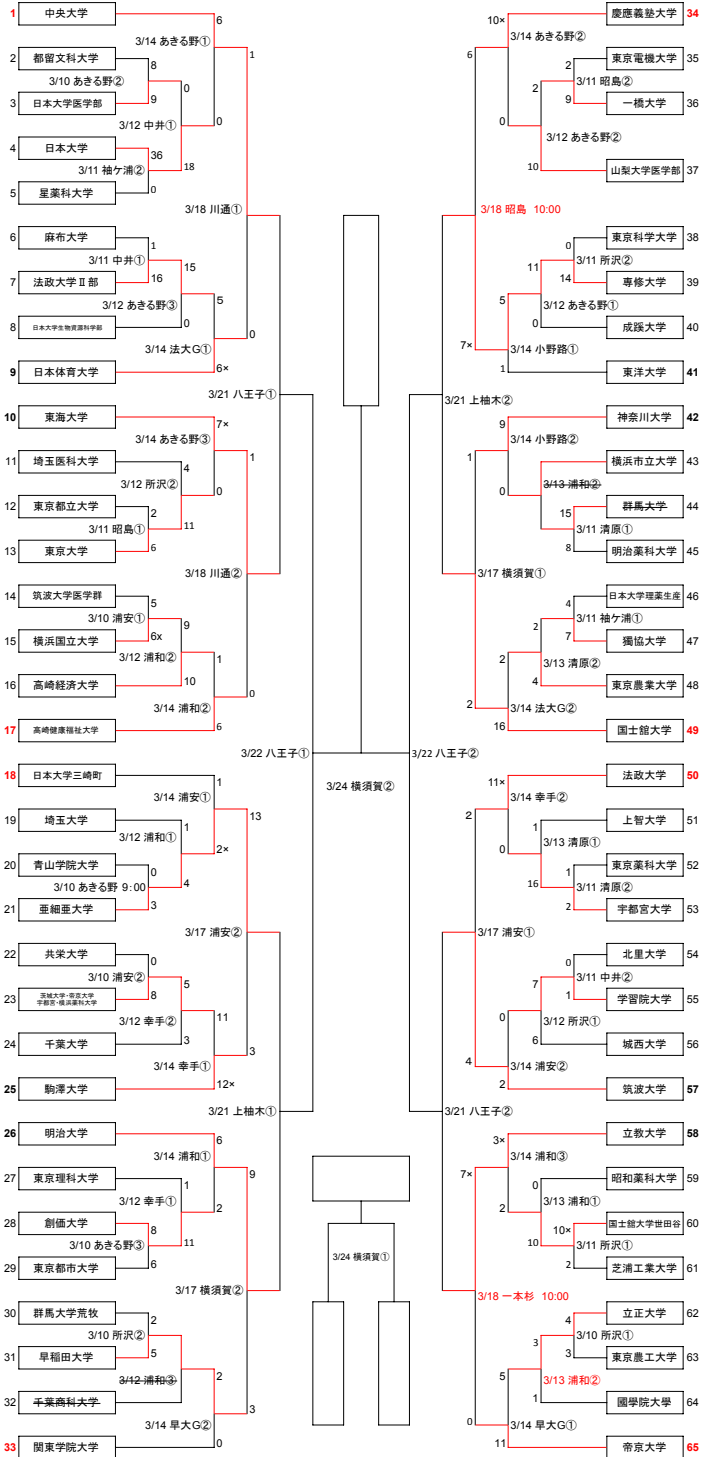 1 中央大学
6
3/14 あきる野①
1
2 都留文科大学
8
3/10 あきる野②
0
3 日本大学医学部
9
3/12 中井①
0
4 日本大学
36
3/11 袖ケ浦②
18
5 星薬科大学
0
3/18 川通①
6 麻布大学
1
3/11 中井①
15
7 法政大学Ⅱ部
16
3/12 あきる野③
5
8 日本大学生物資源科学部
0
3/14 法大G①
0
9 日本体育大学
6×
3/21 八王子①
10 東海大学
7×
3/14 あきる野③
1
11 埼玉医科大学
4
3/12 所沢②
0
12 東京都立大学
2
3/11 昭島①
11
13 東京大学
6
3/18 川通②
14 筑波大学医学群
5
3/10 浦安①
9
15 横浜国立大学
6x
3/12 浦和②
1
16 高崎経済大学
10
3/14 浦和②
0
17 高崎健康福祉大学
6
3/22 八王子①
18 日本大学三崎町
1
3/14 浦安①
13
19 埼玉大学
1
3/12 浦和①
2×
20 青山学院大学
0
3/10 あきる野 9:00
4
21 亜細亜大学
3
3/17 浦安②
22 共栄大学
0
3/10 浦安②
5
23 茨城大学・帝京大学
宇都宮・横浜薬科大学
8
3/12 幸手②
11
24 千葉大学
3
3/14 幸手①
3
25 駒澤大学
12×
3/21 上柚木①
26 明治大学
6
3/14 浦和①
9
27 東京理科大学
1
3/12 幸手①
2
28 創価大学
8
3/10 あきる野③
11
29 東京都市大学
6
3/17 横須賀②
30 群馬大学荒牧
2
3/10 所沢②
31 早稲田大学
5
3/12 浦和③
2
32 千葉商科大学
3/14 早大G②
3
33 関東学院大学
0
3/24 横須賀②
3/24 横須賀①
10×
慶應義塾大学 34
6
3/14 あきる野②
2
東京電機大学 35
2
3/11 昭島②
9
一橋大学 36
0
3/12 あきる野②
10
山梨大学医学部 37
3/18 昭島 10:00
0
東京科学大学 38
11
3/11 所沢②
14
専修大学 39
5
3/12 あきる野①
0
成蹊大学 40
7×
3/14 小野路①
1
東洋大学 41
3/21 上柚木②
9
神奈川大学 42
1
3/14 小野路②
横浜市立大学 43
0
3/13 浦和②
15
群馬大学 44
3/11 清原①
8
明治薬科大学 45
3/17 横須賀①
4
日本大学理薬生産 46
2
3/11 袖ケ浦①
7
獨協大学 47
2
3/13 清原②
4
東京農業大学 48
2
3/14 法大G②
16
国士舘大学 49
3/22 八王子②
11×
法政大学 50
2
3/14 幸手②
1
上智大学 51
0
3/13 清原①
1
東京薬科大学 52
16
3/11 清原②
2
宇都宮大学 53
3/17 浦安①
0
北里大学 54
7
3/11 中井②
1
学習院大学 55
0
3/12 所沢①
6
城西大学 56
4
3/14 浦安②
2
筑波大学 57
3/21 八王子②
3×
立教大学 58
7×
3/14 浦和③
0
昭和薬科大学 59
2
3/13 浦和①
10×
国士舘大学世田谷 60
10
3/11 所沢①
2
芝浦工業大学 61
3/18 一本杉 10:00
4
立正大学 62
3
3/10 所沢①
3
東京農工大学 63
5
3/13 浦和②
1
國學院大學 64
0
3/14 早大G①
11
帝京大学 65